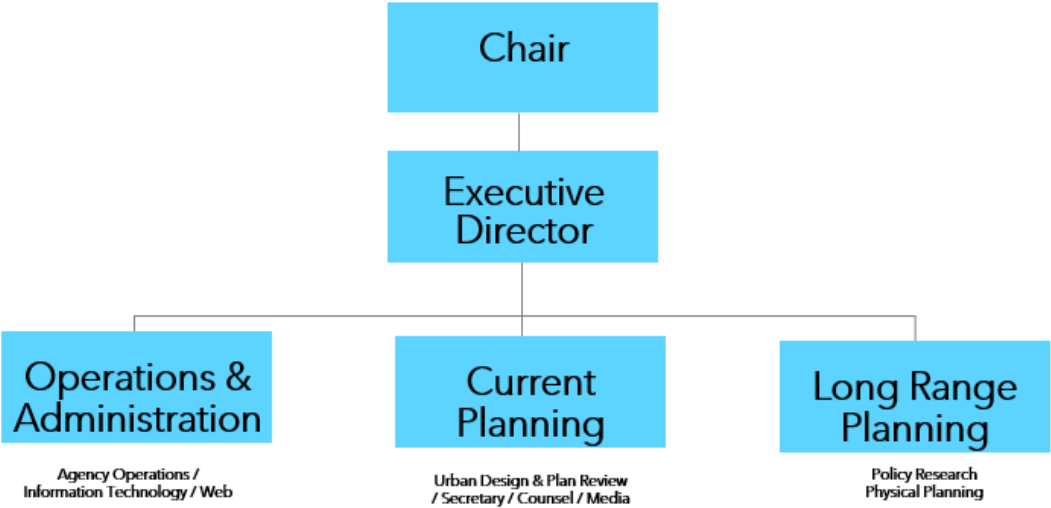 Chair
Executive
Director
Operations &
Administration
Agency Operations /
Information Technology / Web
Current
Planning
Urban Design & Plan Review
/ Secretary / Counsel / Media
Long Range
Planning
Policy Research
Physical Planning